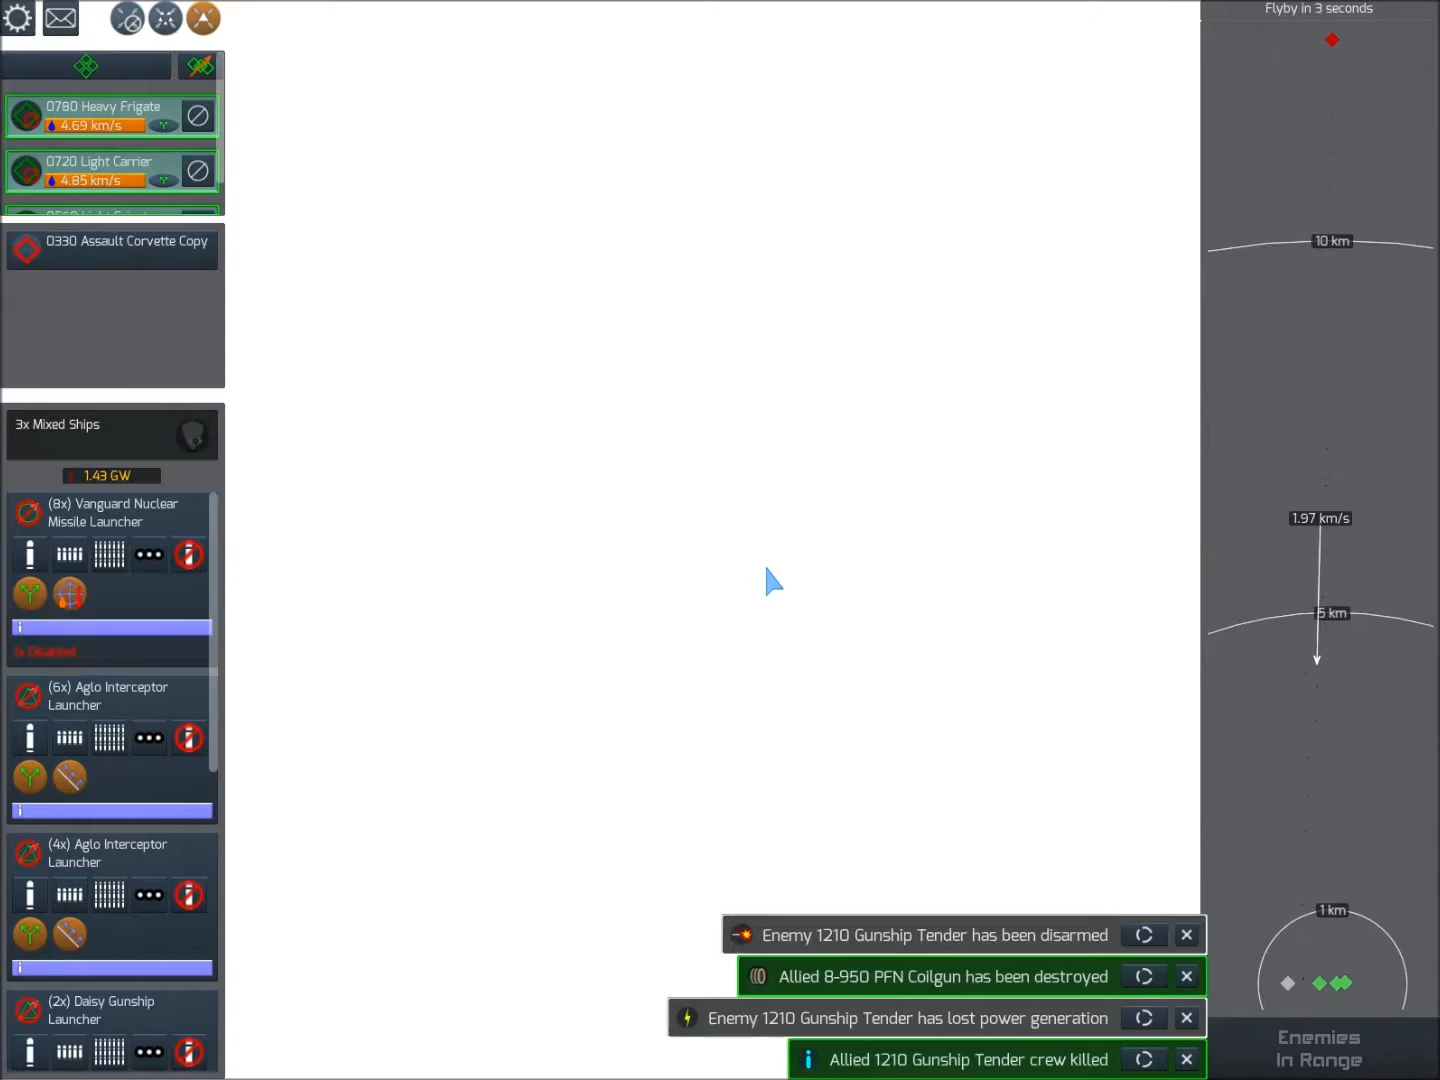 Flyby in 3 seconds
0780 Heavy Frigate
4.69 km/s
0720 Light Carrier
4.85 km/s
0330 Assault Corvette Copy
10 km
3x Mixed Ships
1.43 GW
(8x) Vanguard Nuclear
Missile Launcher
1.97 km/s
5 km
1x Disabled
(6x) Aglo Interceptor
Launcher
(4x) Aglo Interceptor
Launcher
1 km
Enemy 1210 Gunship Tender has been disarmed
Allied 8-950 PFN Coilgun has been destroyed
(2x) Daisy Gunship
Launcher
Enemy 1210 Gunship Tender has lost power generation
Allied 1210 Gunship Tender crew killed
Enemies
In Range